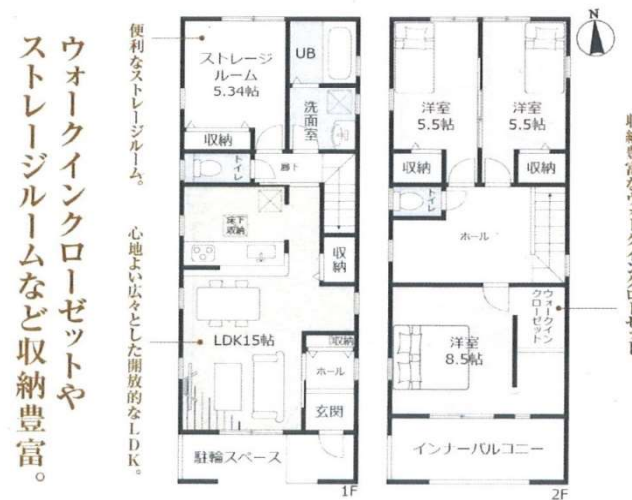 ウォークインクローゼットや
ストレージルームなど収納豊富。
便利なストレージルーム。
心地よい広々とした開放的なLDK。
ストレージ
ルーム
5.34帖
UB
洗面室
収納
トイレ
廊下
床下
収納
収納
LDK15帖
収納
ホール
玄関
駐輪スペース
1F
N
洋室
5.5帖
洋室
5.5帖
収納
収納
トイレ
ホール
ウォークイン
クローゼット
洋室
8.5帖
インナーバルコニー
2F